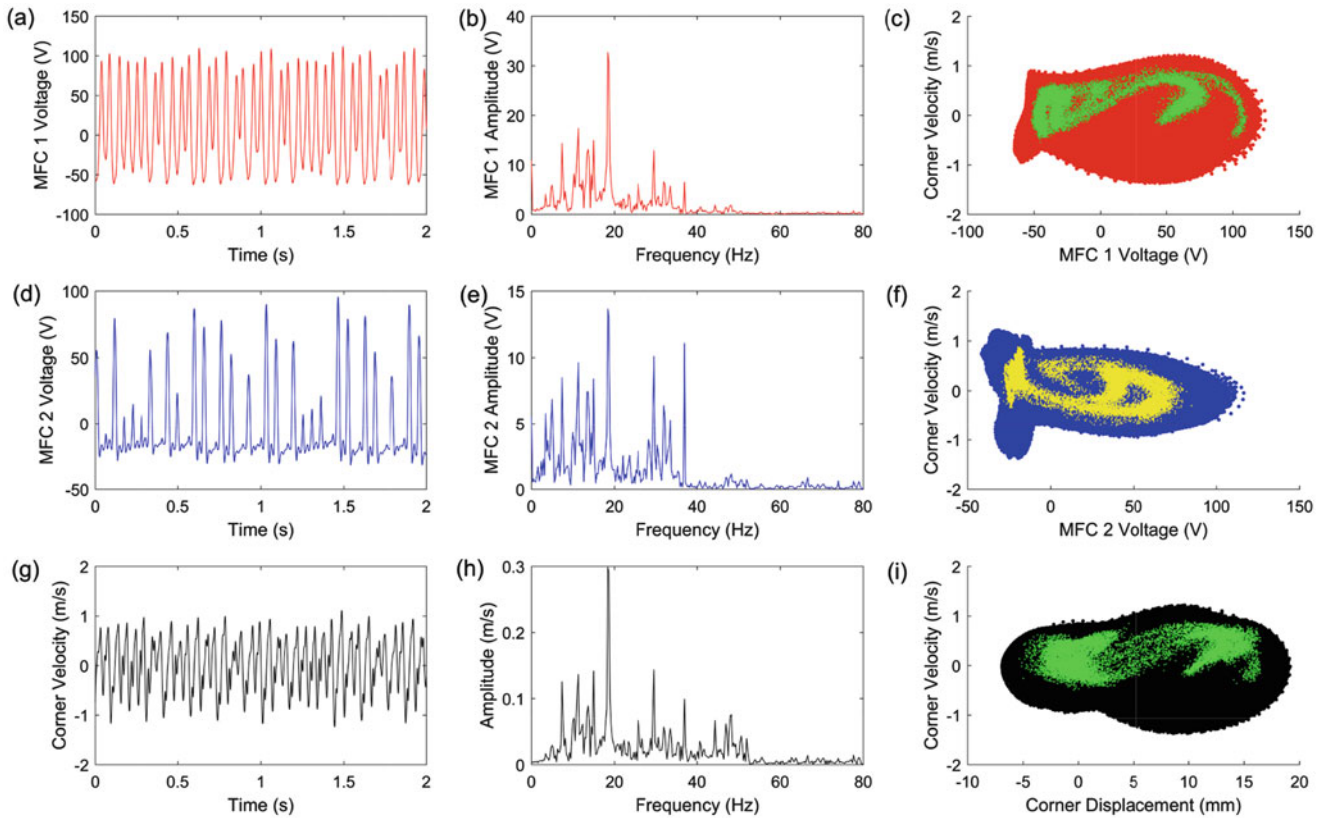 (a)
150
100
50
0
-50
-100
MFC 1 Voltage (V)
0 0.5 1 1.5 2
Time (s)
(b)
40
30
20
10
0
MFC 1 Amplitude (V)
0 20 40 60 80
Frequency (Hz)
(c)
2
1
0
-1
-2
Corner Velocity (m/s)
-100 -50 0 50 100 150
MFC 1 Voltage (V)
(d)
100
50
0
-50
MFC 2 Voltage (V)
0 0.5 1 1.5 2
Time (s)
(e)
15
10
5
0
MFC 2 Amplitude (V)
0 20 40 60 80
Frequency (Hz)
(f)
2
1
0
-1
-2
Corner Velocity (m/s)
-50 0 50 100 150
MFC 2 Voltage (V)
(g)
2
1
0
-1
-2
Corner Velocity (m/s)
0 0.5 1 1.5 2
Time (s)
(h)
0.3
0.2
0.1
0
Amplitude (m/s)
0 20 40 60 80
Frequency (Hz)
(i)
2
1
0
-1
-2
Corner Velocity (m/s)
-10 -5 0 5 10 15 20
Corner Displacement (mm)